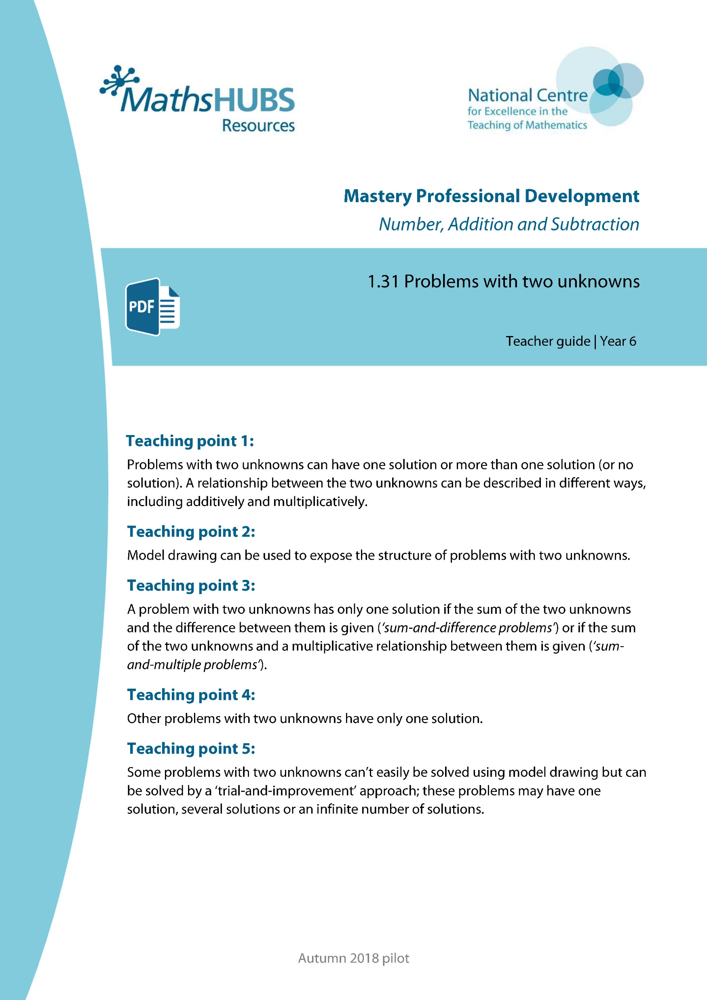 MathsHUBS
Resources
National Centre
for Excellence in the
Teaching of Mathematics
Mastery Professional Development
Number, Addition and Subtraction
1.31 Problems with two unknowns
PDF
Teacher guide | Year 6
Teaching point 1:
Problems with two unknowns can have one solution or more than one solution (or no
solution). A relationship between the two unknowns can be described in different ways,
including additively and multiplicatively.
Teaching point 2:
Model drawing can be used to expose the structure of problems with two unknowns.
Teaching point 3:
A problem with two unknowns has only one solution if the sum of the two unknowns
and the difference between them is given (‘sum-and-difference problems’) or if the sum
of the two unknowns and a multiplicative relationship between them is given (‘sum-
and-multiple problems’).
Teaching point 4:
Other problems with two unknowns have only one solution.
Teaching point 5:
Some problems with two unknowns can’t easily be solved using model drawing but can
be solved by a ‘trial-and-improvement’ approach; these problems may have one
solution, several solutions or an infinite number of solutions.
Autumn 2018 pilot